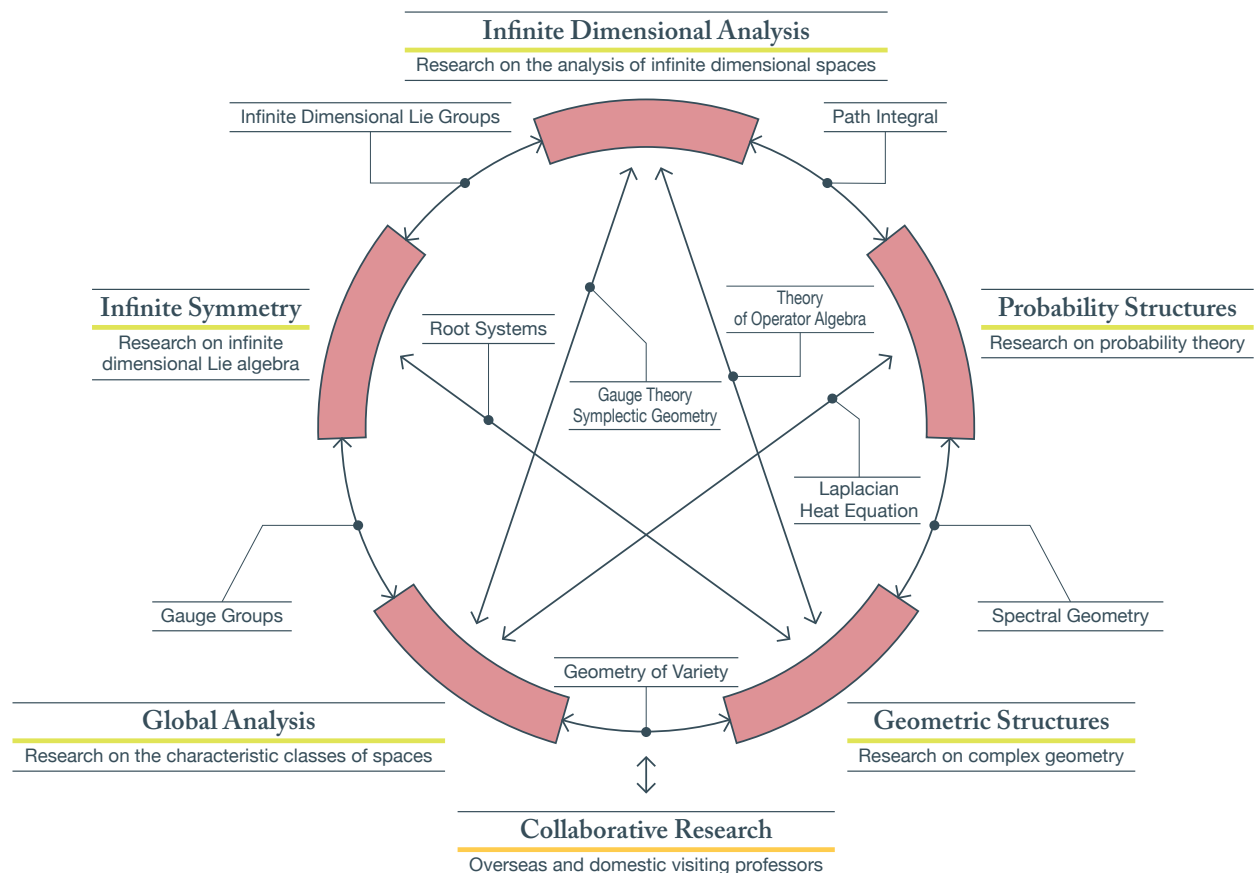 Infinite Dimensional Analysis
Research on the analysis of infinite dimensional spaces
Infinite Dimensional Lie Groups
Path Integral
Infinite Symmetry
Research on infinite
dimensional Lie algebra
Root Systems
Theory
of Operator Algebra
Probability Structures
Research on probability theory
Gauge Theory
Symplectic Geometry
Laplacian
Heat Equation
Gauge Groups
Spectral Geometry
Geometry of Variety
Global Analysis
Research on the characteristic classes of spaces
Geometric Structures
Research on complex geometry
Collaborative Research
Overseas and domestic visiting professors